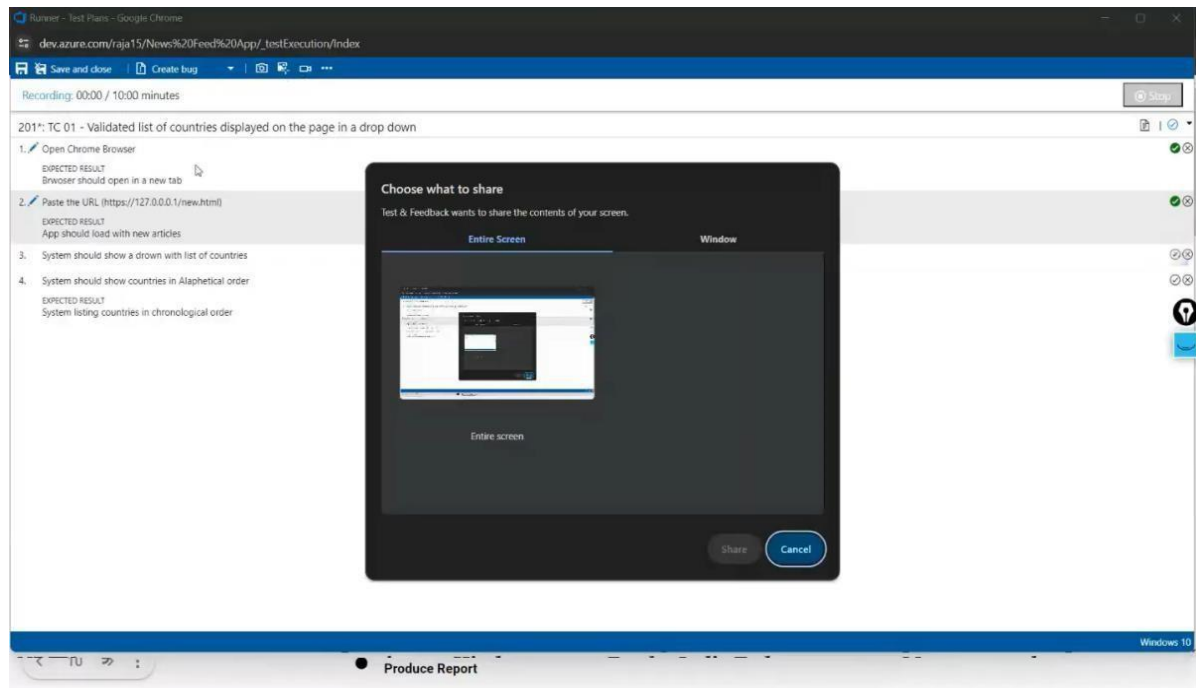 Runner - Test Plans - Google Chrome
dev.azure.com/raja15/News%20Feed%20App/_testExecution/Index
Save and close | Create bug
Recording: 00:00 / 10:00 minutes
Stop
201*: TC 01 - Validated list of countries displayed on the page in a drop down
1. Open Chrome Browser
EXPECTED RESULT
Brwoser should open in a new tab
2. Paste the URL (https://127.0.0.1/new.html)
EXPECTED RESULT
App should load with new articles
3. System should show a drown with list of countries
4. System should show countries in Alaphetical order
EXPECTED RESULT
System listing countries in chronological order
Choose what to share
Test & Feedback wants to share the contents of your screen.
Entire Screen
Window
Entire screen
Share
Cancel
Windows 10
Produce Report